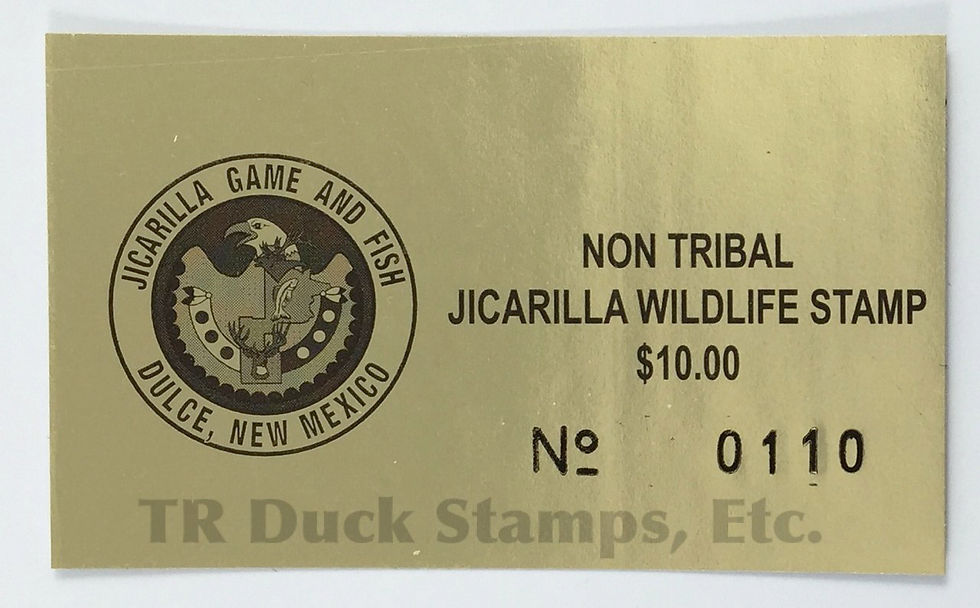 JICARILLA GAME AND FISH
DULCE, NEW MEXICO
NON TRIBAL
JICARILLA WILDLIFE STAMP
$10.00
Nº 0110
TR Duck Stamps, Etc.